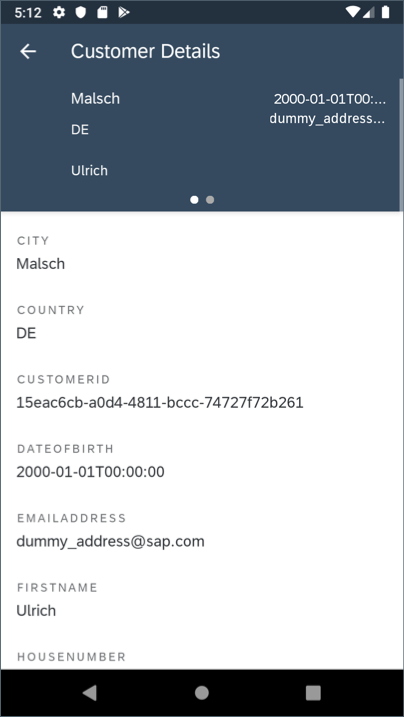 5:12
Customer Details
Malsch
2000-01-01T00:...
dummy_address...
DE
Ulrich
CITY
Malsch
COUNTRY
DE
CUSTOMERID
15eac6cb-a0d4-4811-bccc-74727f72b261
DATEOFBIRTH
2000-01-01T00:00:00
EMAILADDRESS
dummy_address@sap.com
FIRSTNAME
Ulrich
HOUSENUMBER